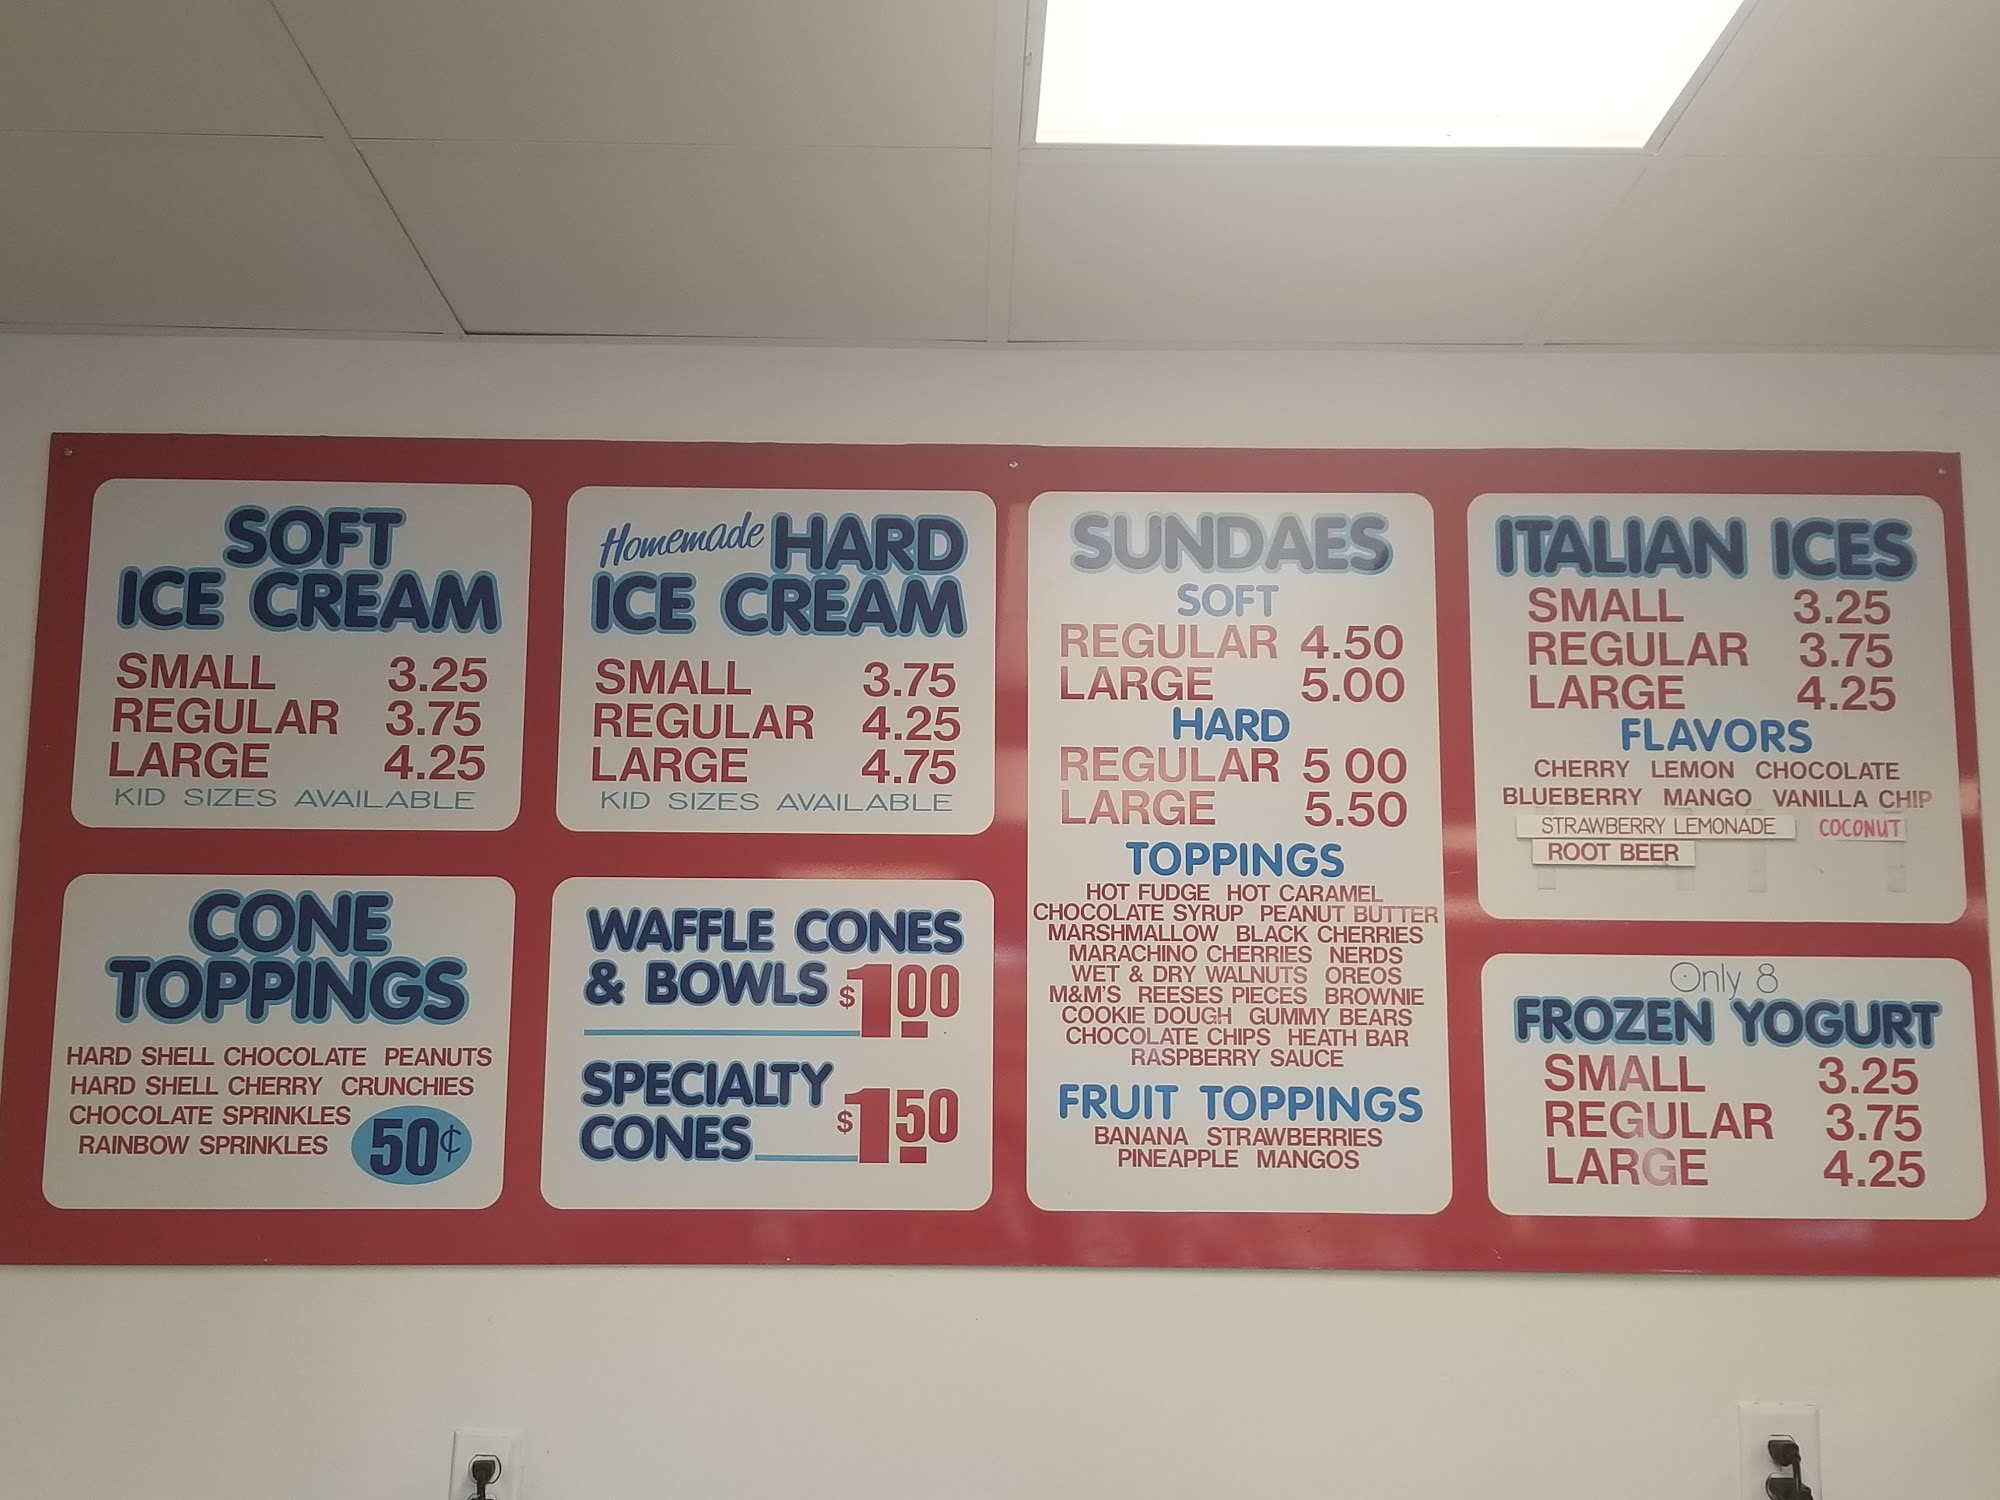 SOFT
ICE CREAM
SMALL 3.25
REGULAR 3.75
LARGE 4.25
KID SIZES AVAILABLE
Homemade HARD
ICE CREAM
SMALL 3.75
REGULAR 4.25
LARGE 4.75
KID SIZES AVAILABLE
CONE
TOPPINGS
HARD SHELL CHOCOLATE PEANUTS
HARD SHELL CHERRY CRUNCHIES
CHOCOLATE SPRINKLES
RAINBOW SPRINKLES 50¢
WAFFLE CONES
& BOWLS $1.00
SPECIALTY
CONES $1.50
SUNDAES
SOFT
REGULAR 4.50
LARGE 5.00
HARD
REGULAR 5 00
LARGE 5.50
TOPPINGS
HOT FUDGE HOT CARAMEL
CHOCOLATE SYRUP PEANUT BUTTER
MARSHMALLOW BLACK CHERRIES
MARACHINO CHERRIES NERDS
WET & DRY WALNUTS OREOS
M&M'S REESES PIECES BROWNIE
COOKIE DOUGH GUMMY BEARS
CHOCOLATE CHIPS HEATH BAR
RASPBERRY SAUCE
FRUIT TOPPINGS
BANANA STRAWBERRIES
PINEAPPLE MANGOS
ITALIAN ICES
SMALL 3.25
REGULAR 3.75
LARGE 4.25
FLAVORS
CHERRY LEMON CHOCOLATE
BLUEBERRY MANGO VANILLA CHIP
STRAWBERRY LEMONADE COCONUT
ROOT BEER
Only 8
FROZEN YOGURT
SMALL 3.25
REGULAR 3.75
LARGE 4.25